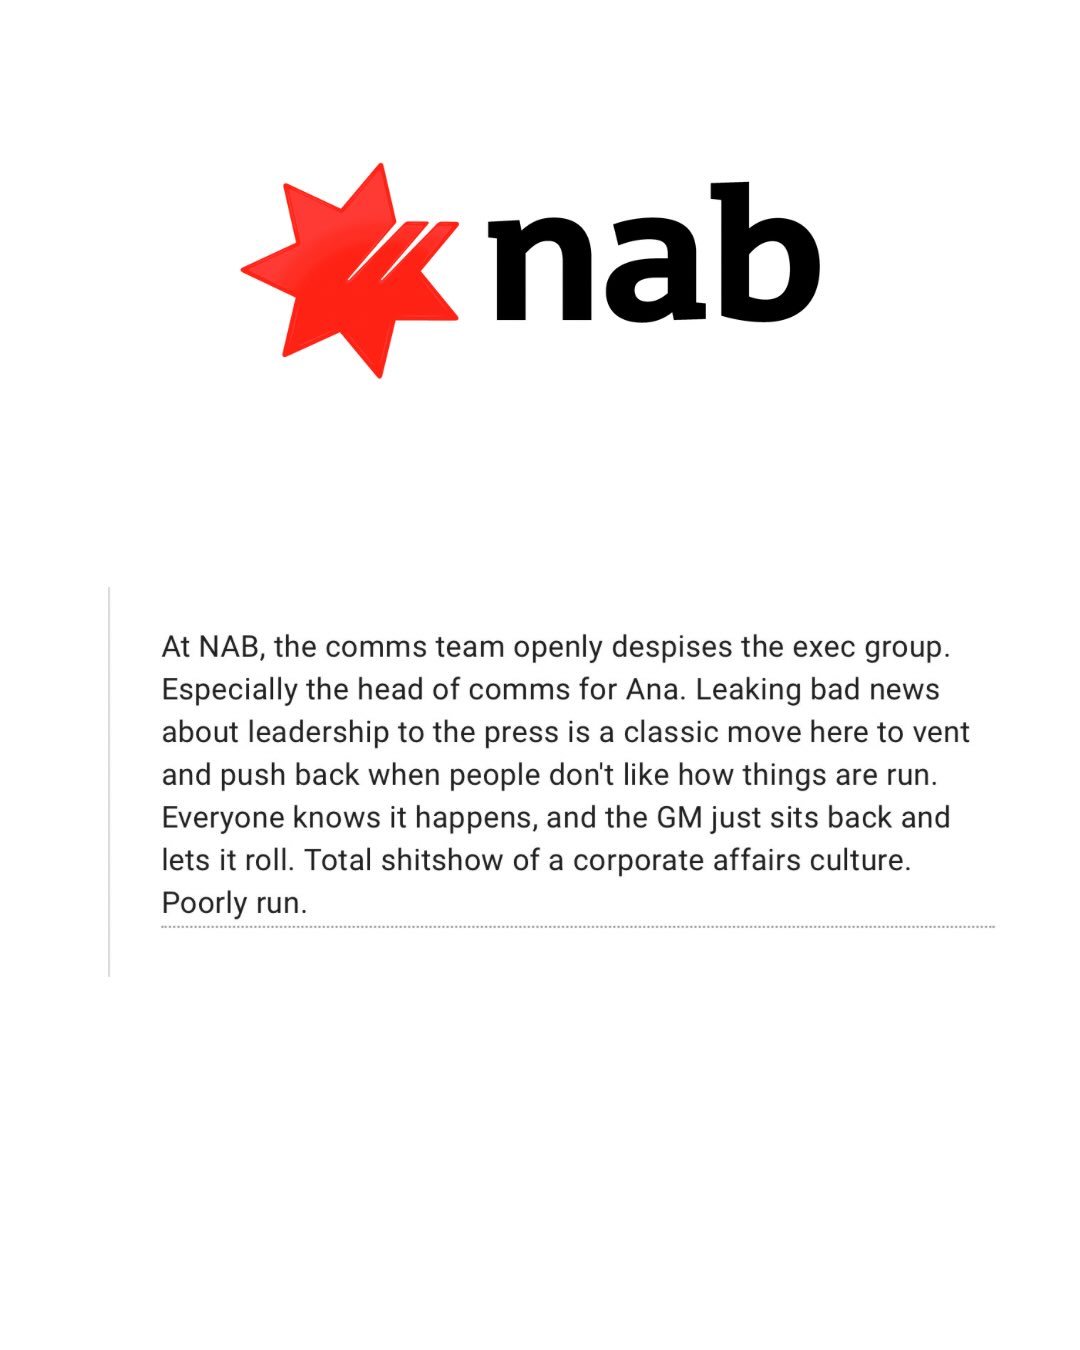 nab
At NAB, the comms team openly despises the exec group.
Especially the head of comms for Ana. Leaking bad news
about leadership to the press is a classic move here to vent
and push back when people don't like how things are run.
Everyone knows it happens, and the GM just sits back and
lets it roll. Total shitshow of a corporate affairs culture.
Poorly run.